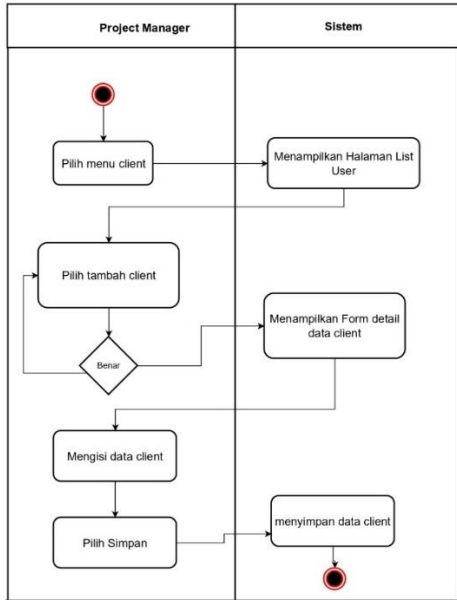 Project Manager
Sistem
Pilih menu client
Menampilkan Halaman List
User
Pilih tambah client
Benar
Menampilkan Form detail
data client
Mengisi data client
Pilih Simpan
menyimpan data client